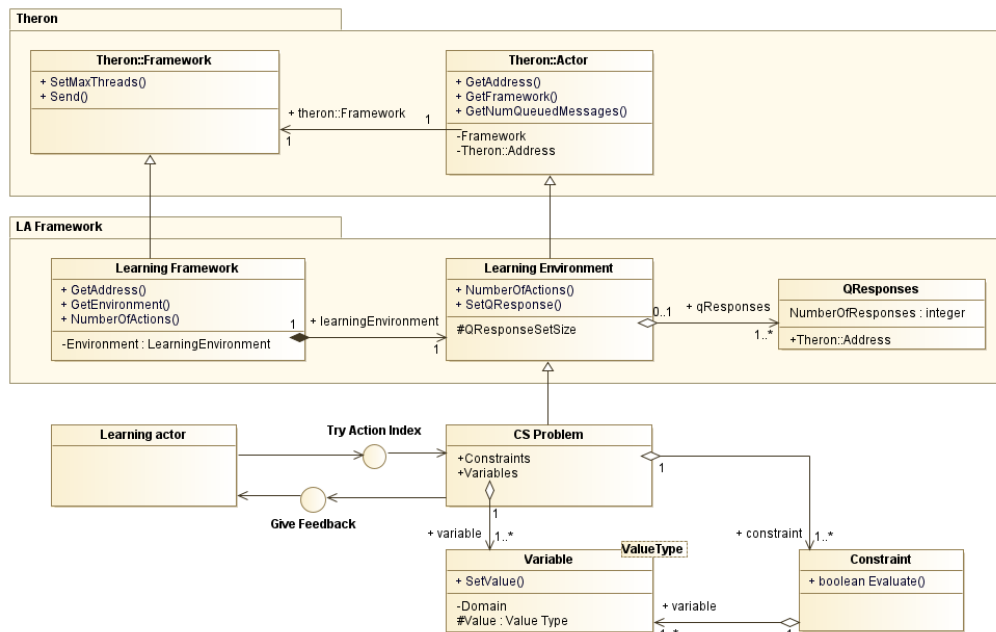 Theron
Theron::Framework
+ SetMaxThreads()
+ Send()
Theron::Actor
+ GetAddress()
+ GetFramework()
+ GetNumQueuedMessages()
-Framework
-Theron::Address
+ theron::Framework
1
1
LA Framework
Learning Framework
+ GetAddress()
+ GetEnvironment()
+ NumberOfActions()
-Environment : LearningEnvironment
1
+ learningEnvironment
1
Learning Environment
+ NumberOfActions()
+ SetQResponse()
#QResponseSetSize
0..1
+ qResponses
1..*
QResponses
NumberOfResponses : integer
+Theron::Address
Learning actor
Try Action Index
Give Feedback
CS Problem
+Constraints
+Variables
1
1
+ variable
1..*
+ constraint
1..*
Variable
ValueType
+ SetValue()
-Domain
#Value : Value Type
Constraint
+ boolean Evaluate()
+ variable
1..*
1